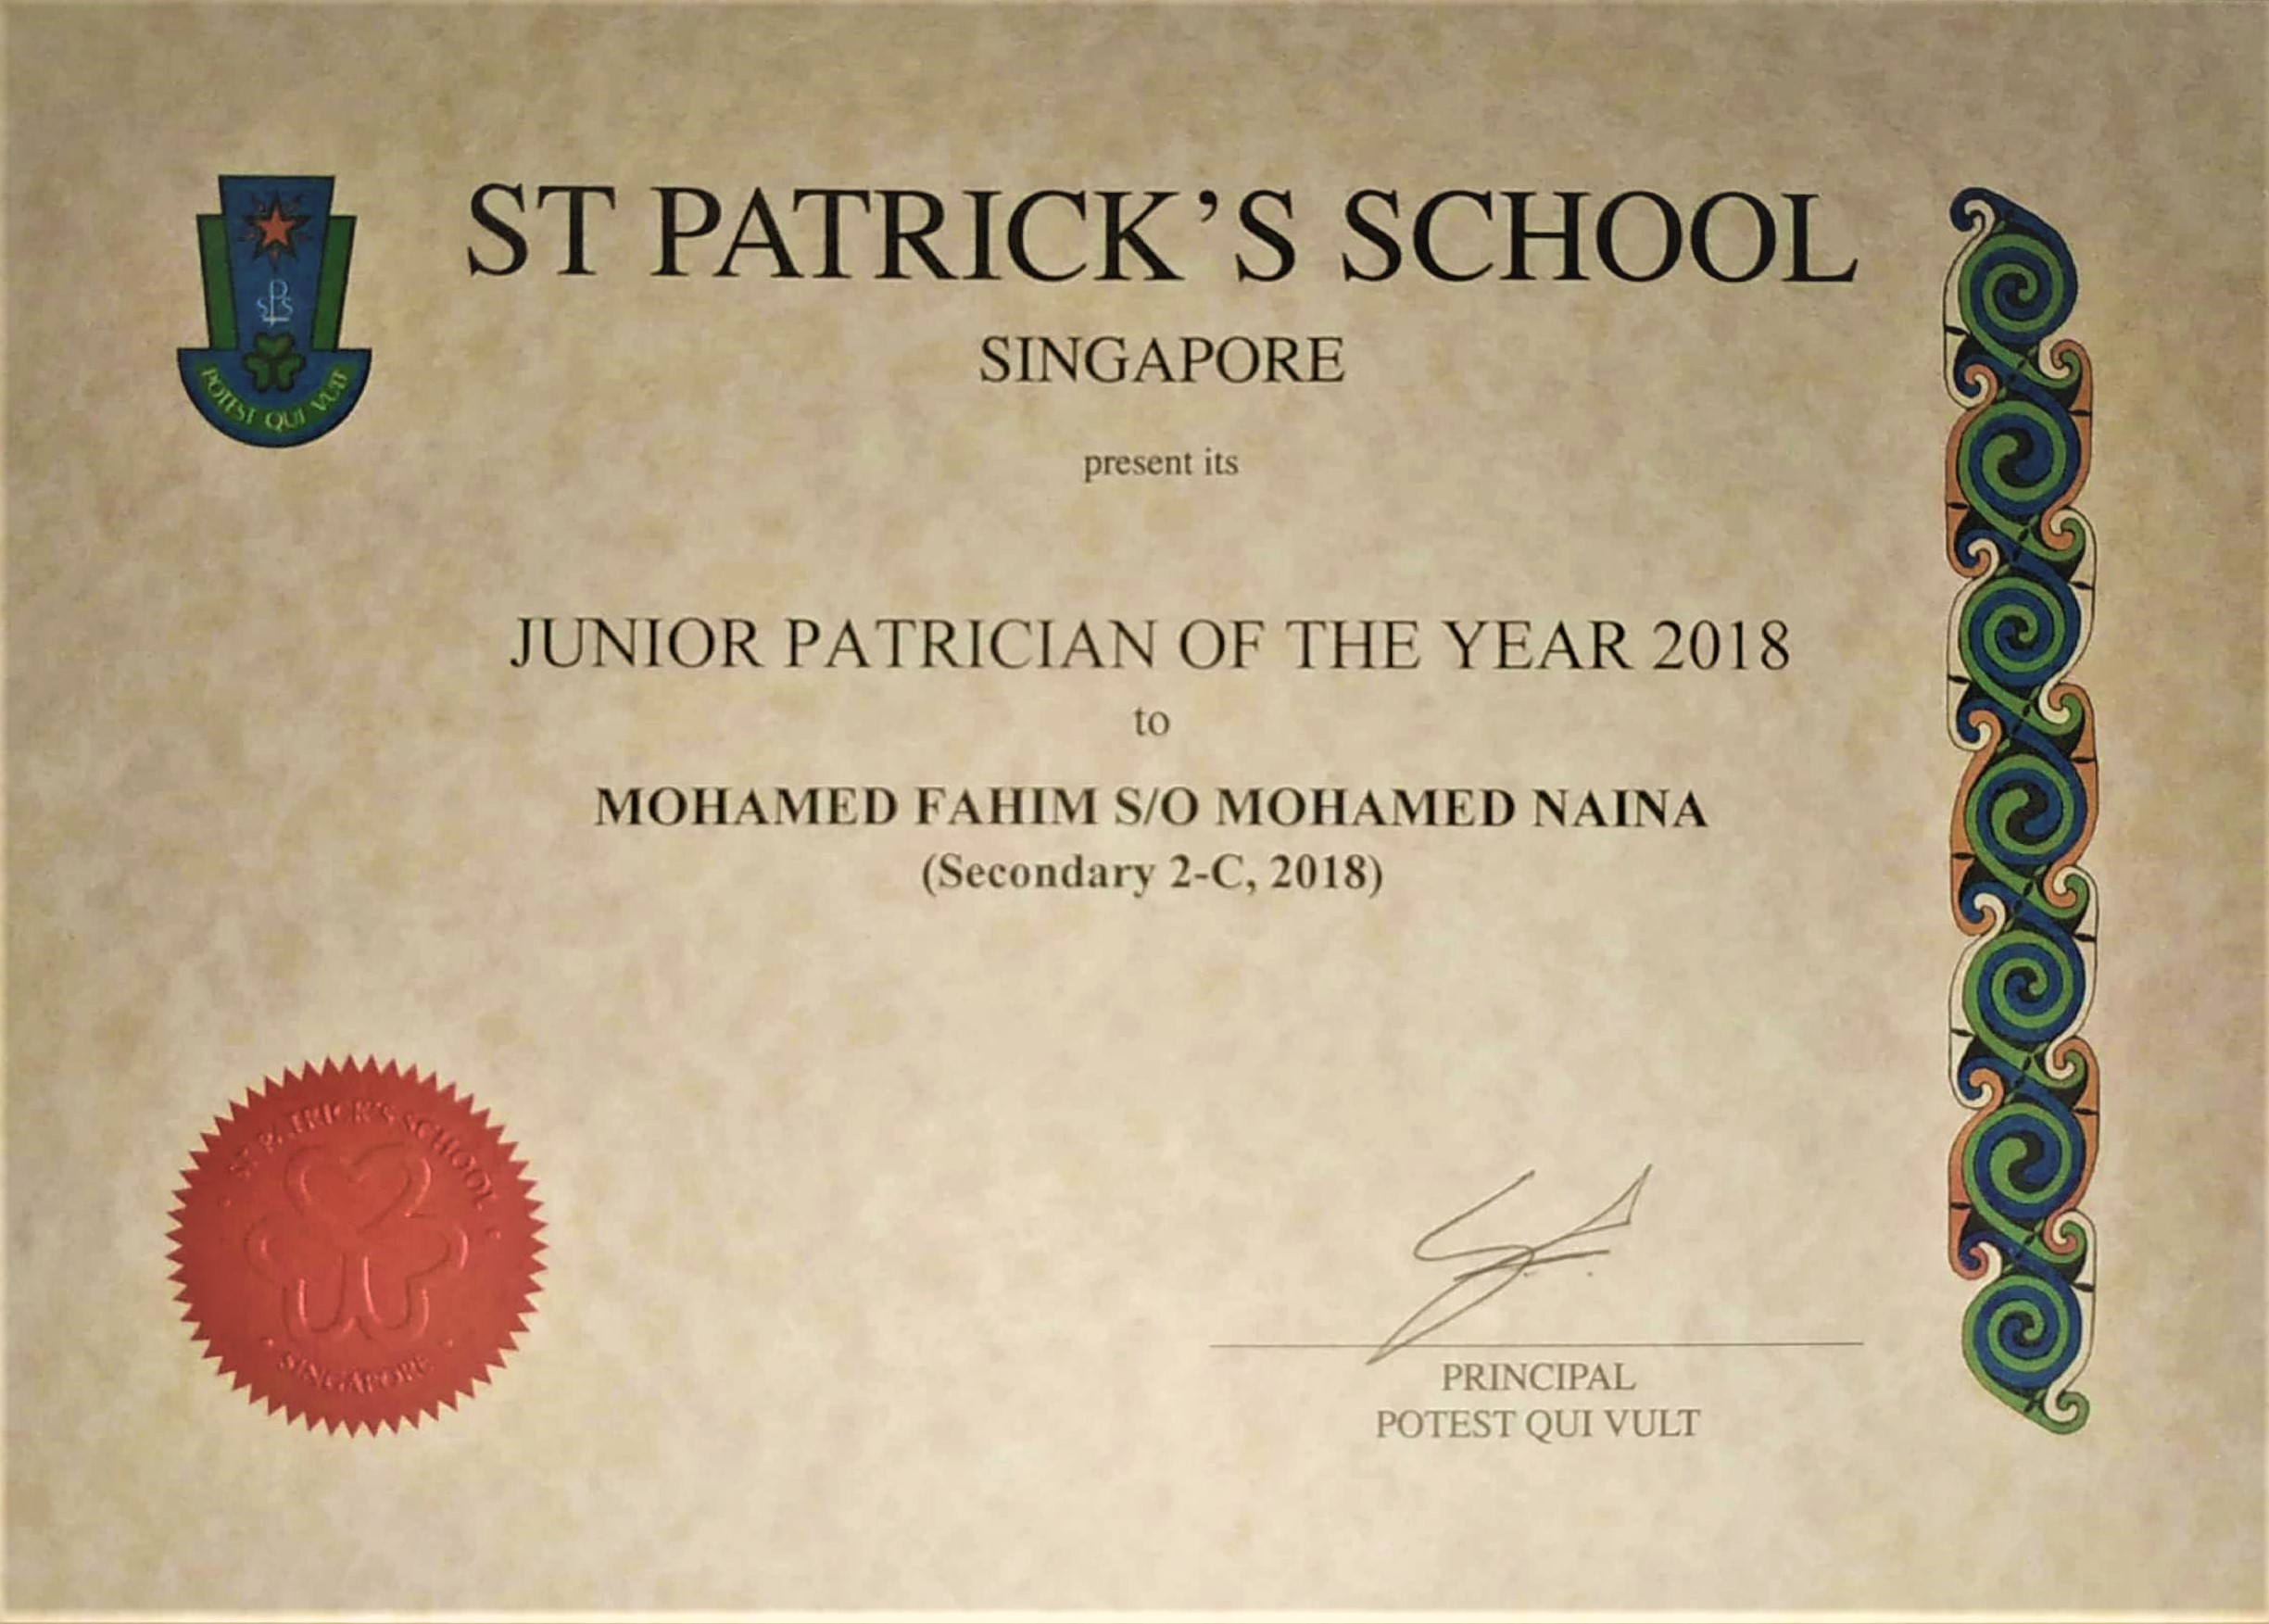 ST PATRICK'S SCHOOL
SINGAPORE
present its
JUNIOR PATRICIAN OF THE YEAR 2018
to
MOHAMED FAHIM S/O MOHAMED NAINA
(Secondary 2-C, 2018)
SPS
POTEST QUI VULT
ST PATRICK'S SCHOOL
SINGAPORE
PRINCIPAL
POTEST QUI VULT